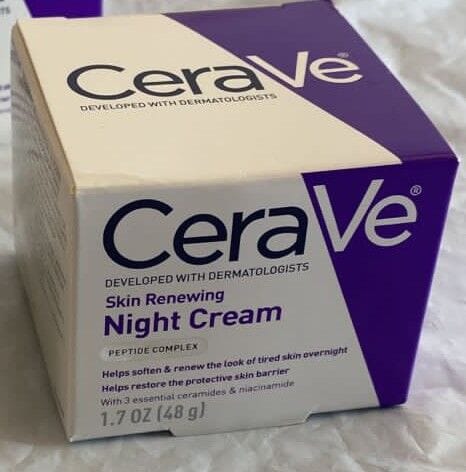 CeraVe®
DEVELOPED WITH DERMATOLOGISTS
CeraVe®
DEVELOPED WITH DERMATOLOGISTS
Skin Renewing
Night Cream
PEPTIDE COMPLEX
Helps soften & renew the look of tired skin overnight
Helps restore the protective skin barrier
With 3 essential ceramides & niacinamide
1.7 OZ (48 g)